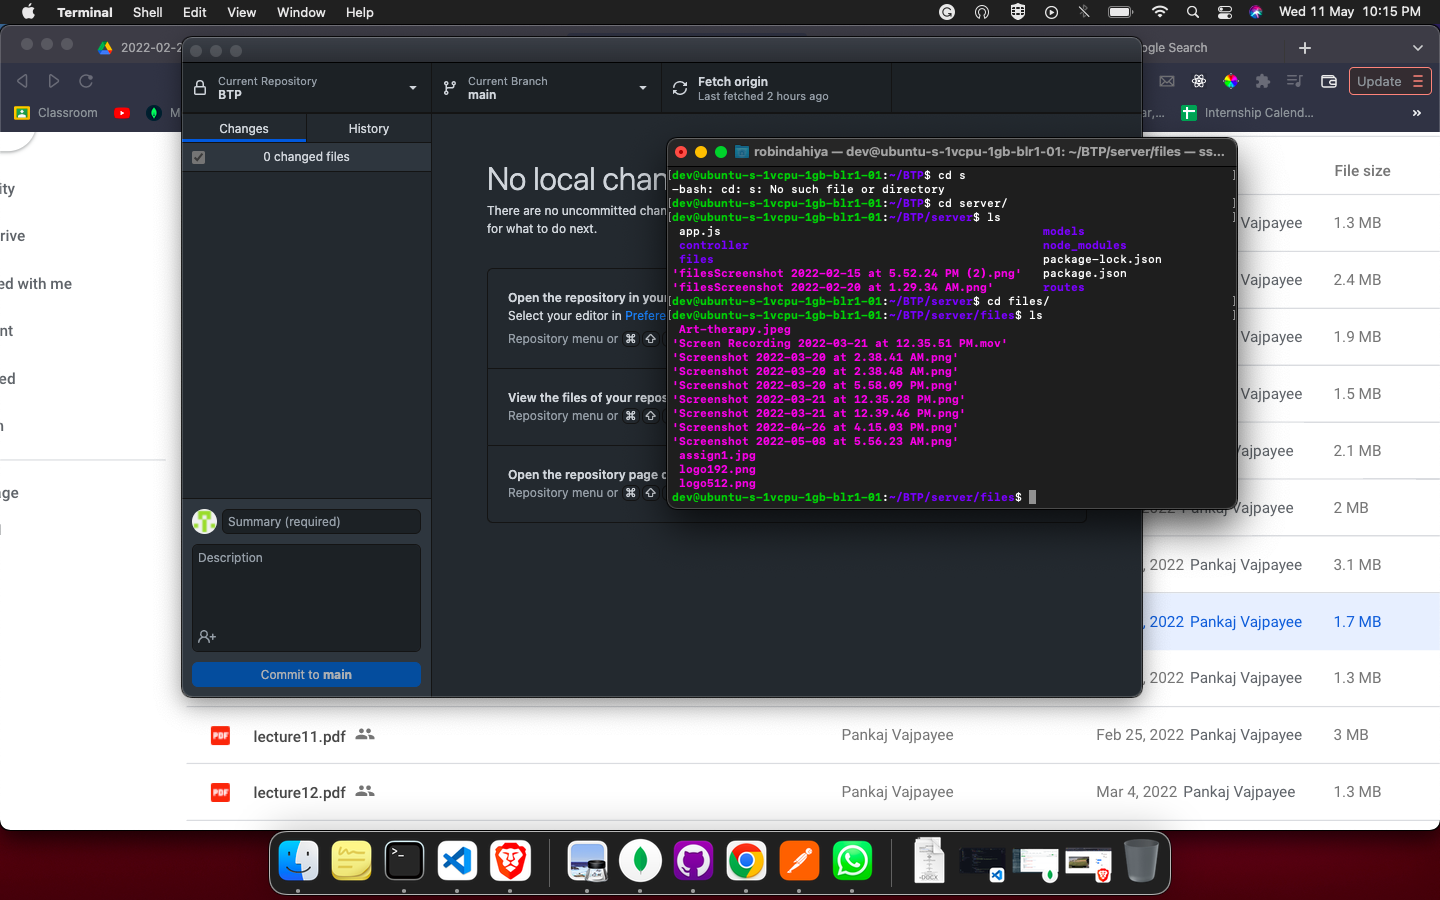 Terminal Shell Edit View Window Help Wed 11 May 10:15 PM
2022-02-2
ogle Search
Update
Classroom
M
ar,...
Internship Calend...
»
Current Repository
BTP
Current Branch
main
Fetch origin
Last fetched 2 hours ago
Changes
History
0 changed files
No local chan
There are no uncommitted chan
for what to do next.
Open the repository in your
Select your editor in Prefere
Repository menu or ⌘ ⇧
View the files of your repos
Repository menu or ⌘ ⇧
Open the repository page o
Repository menu or ⌘ ⇧
Summary (required)
Description
Commit to main
robindahiya — dev@ubuntu-s-1vcpu-1gb-blr1-01: ~/BTP/server/files — ss...
[dev@ubuntu-s-1vcpu-1gb-blr1-01:~/BTP$ cd s ]
-bash: cd: s: No such file or directory
[dev@ubuntu-s-1vcpu-1gb-blr1-01:~/BTP$ cd server/ ]
[dev@ubuntu-s-1vcpu-1gb-blr1-01:~/BTP/server$ ls ]
app.js models
controller node_modules
files package-lock.json
'filesScreenshot 2022-02-15 at 5.52.24 PM (2).png' package.json
'filesScreenshot 2022-02-20 at 1.29.34 AM.png' routes
[dev@ubuntu-s-1vcpu-1gb-blr1-01:~/BTP/server$ cd files/ ]
[dev@ubuntu-s-1vcpu-1gb-blr1-01:~/BTP/server/files$ ls ]
Art-therapy.jpeg
'Screen Recording 2022-03-21 at 12.35.51 PM.mov'
'Screenshot 2022-03-20 at 2.38.41 AM.png'
'Screenshot 2022-03-20 at 2.38.48 AM.png'
'Screenshot 2022-03-20 at 5.58.09 PM.png'
'Screenshot 2022-03-21 at 12.35.28 PM.png'
'Screenshot 2022-03-21 at 12.39.46 PM.png'
'Screenshot 2022-04-26 at 4.15.03 PM.png'
'Screenshot 2022-05-08 at 5.56.23 AM.png'
assign1.jpg
logo192.png
logo512.png
dev@ubuntu-s-1vcpu-1gb-blr1-01:~/BTP/server/files$
ity
rive
ed with me
nt
ed
n
age
File size
Vajpayee 1.3 MB
Vajpayee 2.4 MB
Vajpayee 1.9 MB
Vajpayee 1.5 MB
ajpayee 2.1 MB
Vajpayee 2 MB
, 2022 Pankaj Vajpayee 3.1 MB
, 2022 Pankaj Vajpayee 1.7 MB
, 2022 Pankaj Vajpayee 1.3 MB
PDF lecture11.pdf Pankaj Vajpayee Feb 25, 2022 Pankaj Vajpayee 3 MB
PDF lecture12.pdf Pankaj Vajpayee Mar 4, 2022 Pankaj Vajpayee 1.3 MB
DOCX